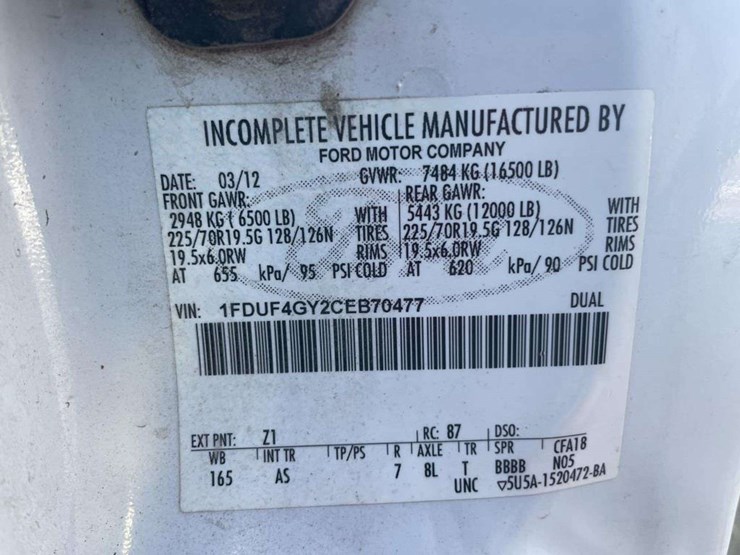 INCOMPLETE VEHICLE MANUFACTURED BY
FORD MOTOR COMPANY
DATE: 03/12 GVWR: 7484 KG (16500 LB)
FRONT GAWR: REAR GAWR:
2948 KG ( 6500 LB) WITH 5443 KG (12000 LB) WITH
225/70R19.5G 128/126N TIRES 225/70R19.5G 128/126N TIRES
19.5x6.0RW RIMS 19.5x6.0RW RIMS
AT 655 kPa/ 95 PSI COLD AT 620 kPa/ 90 PSI COLD
VIN: 1FDUF4GY2CEB70477 DUAL
EXT PNT: Z1 RC: 87 DSO:
WB INT TR TP/PS R AXLE TR SPR CFA18
165 AS 7 8L T BBBB N05
UNC ▽5U5A-1520472-BA